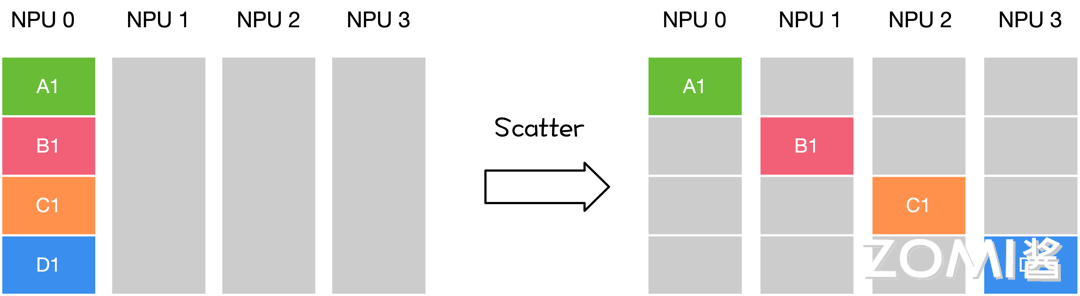 NPU 0 NPU 1 NPU 2 NPU 3 NPU 0 NPU 1 NPU 2 NPU 3
A1 A1
Scatter
B1 B1
C1 C1
D1
ZOMI酱